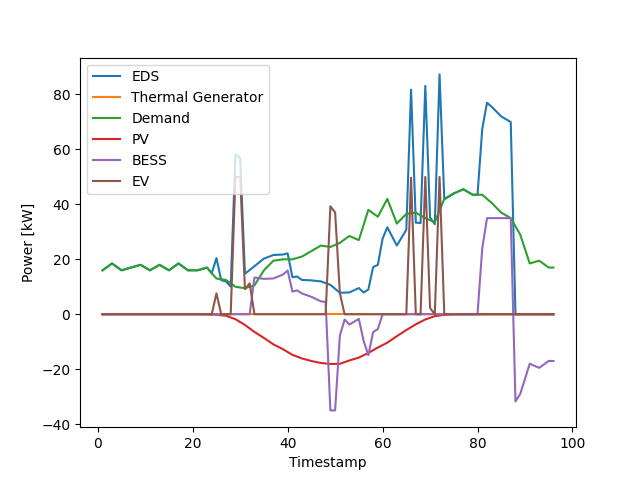 EDS
Thermal Generator
Demand
PV
BESS
EV
80
60
40
20
0
−20
−40
Power [kW]
0 20 40 60 80 100
Timestamp